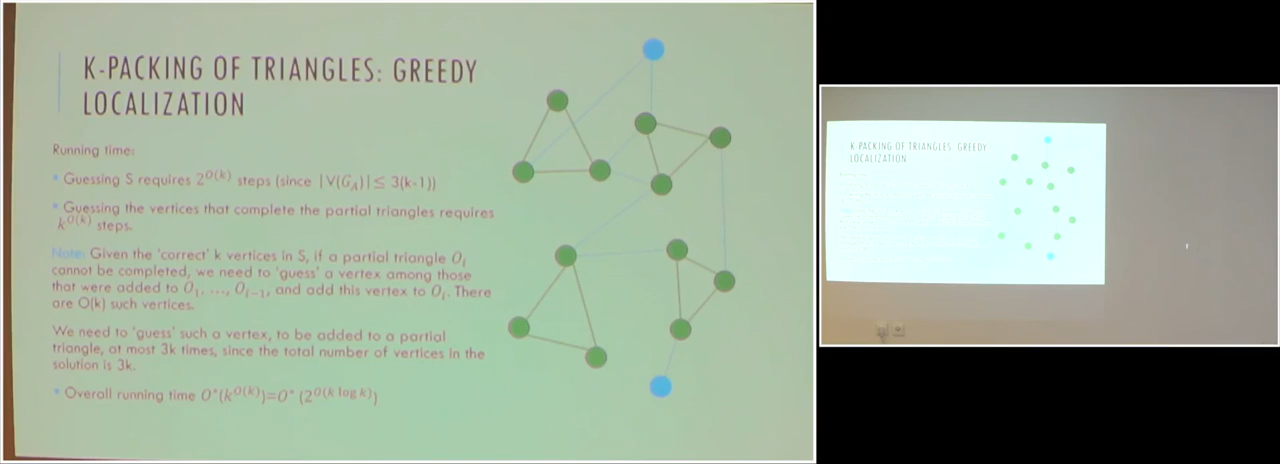 K-PACKING OF TRIANGLES: GREEDY
LOCALIZATION
Running time:
• Guessing S requires 2^O(k) steps (since |V(G_A)| ≤ 3(k-1))
• Guessing the vertices that complete the partial triangles requires
k^O(k) steps.
Note: Given the 'correct' k vertices in S, if a partial triangle O_i
cannot be completed, we need to 'guess' a vertex among those
that were added to O_1, ..., O_{i-1}, and add this vertex to O_i. There
are O(k) such vertices.
We need to 'guess' such a vertex, to be added to a partial
triangle, at most 3k times, since the total number of vertices in the
solution is 3k.
• Overall running time O*(k^O(k))=O* (2^O(k log k))
K-PACKING OF TRIANGLES: GREEDY
LOCALIZATION